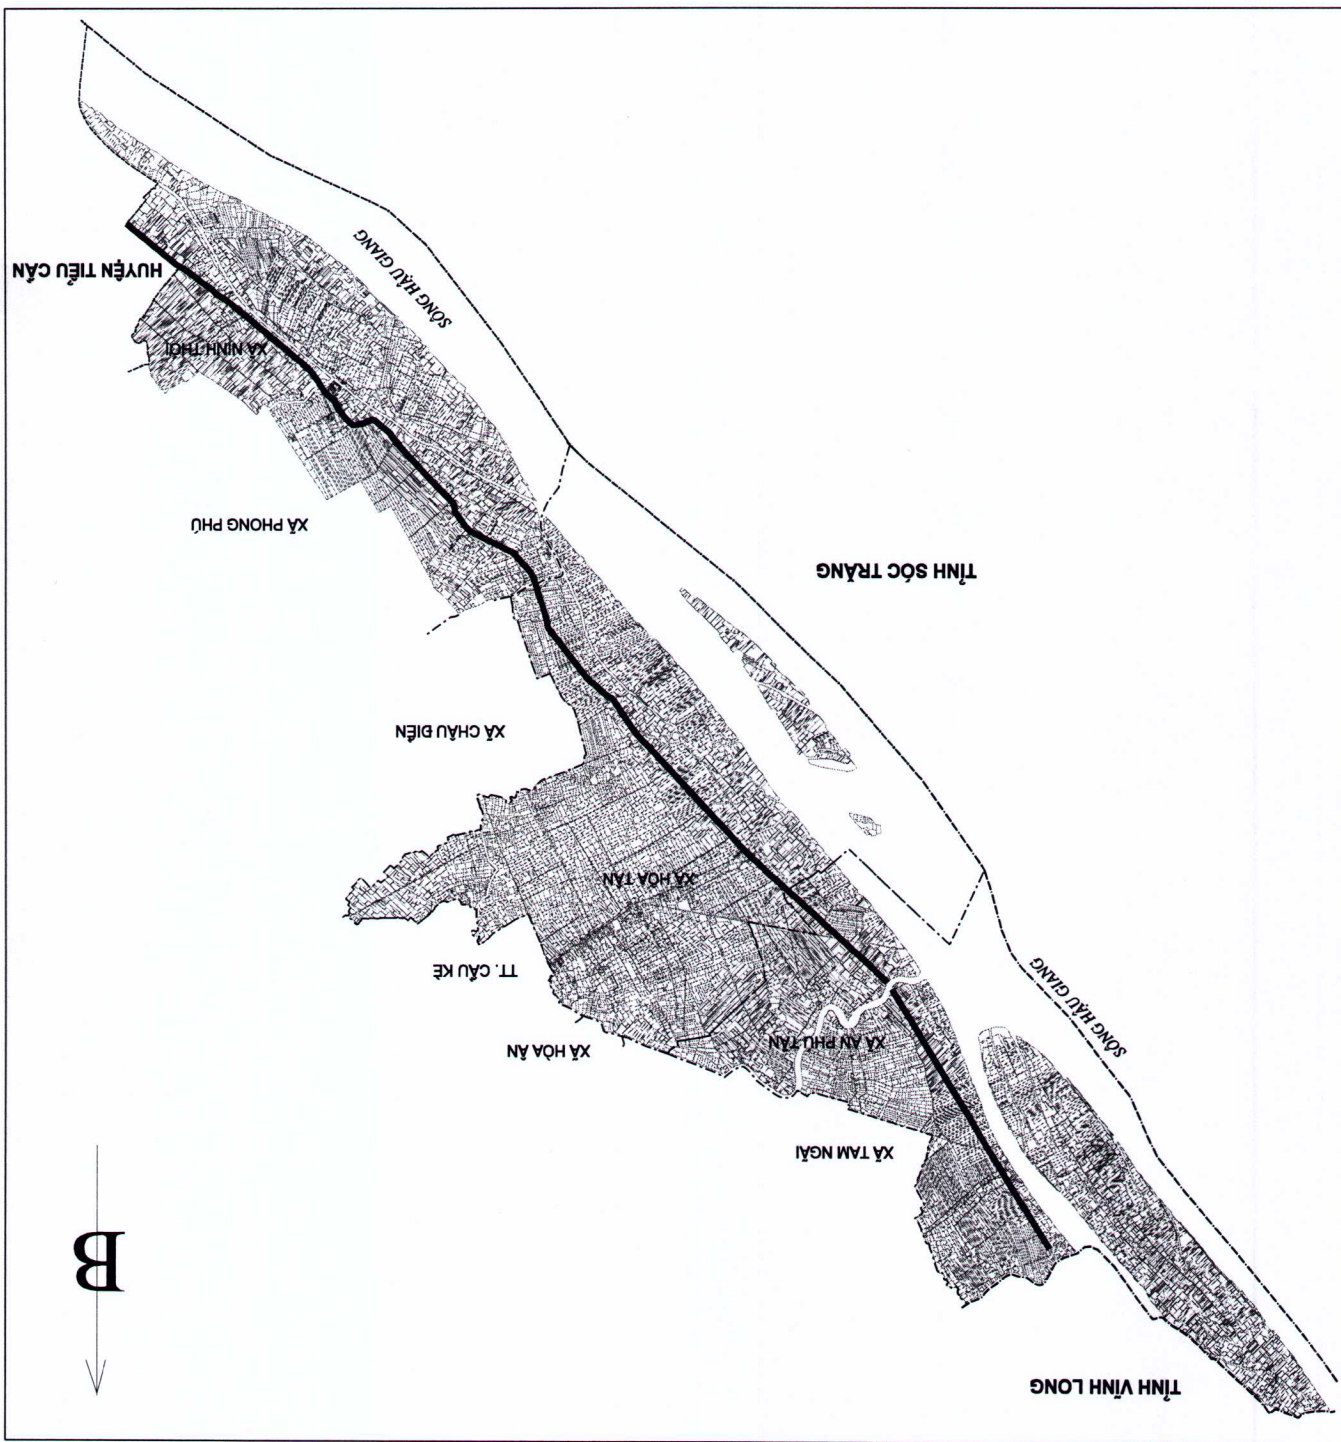 TỈNH VĨNH LONG
B
XÃ TAM NGÃI
XÃ AN PHÚ TÂN
XÃ HÒA ÂN
SÔNG HẬU GIANG
TT. CẦU KÈ
XÃ HÒA TÂN
XÃ CHÂU ĐIỀN
TỈNH SÓC TRĂNG
XÃ PHONG PHÚ
XÃ NINH THỚI
SÔNG HẬU GIANG
HUYỆN TIỂU CẦN